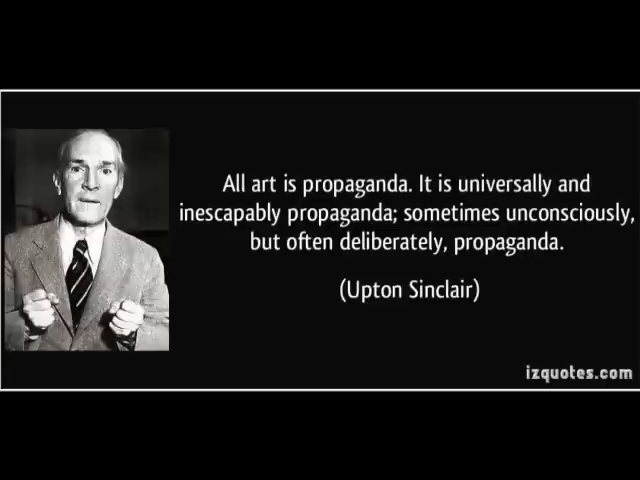 All art is propaganda. It is universally and
inescapably propaganda; sometimes unconsciously,
but often deliberately, propaganda.
(Upton Sinclair)
izquotes.com